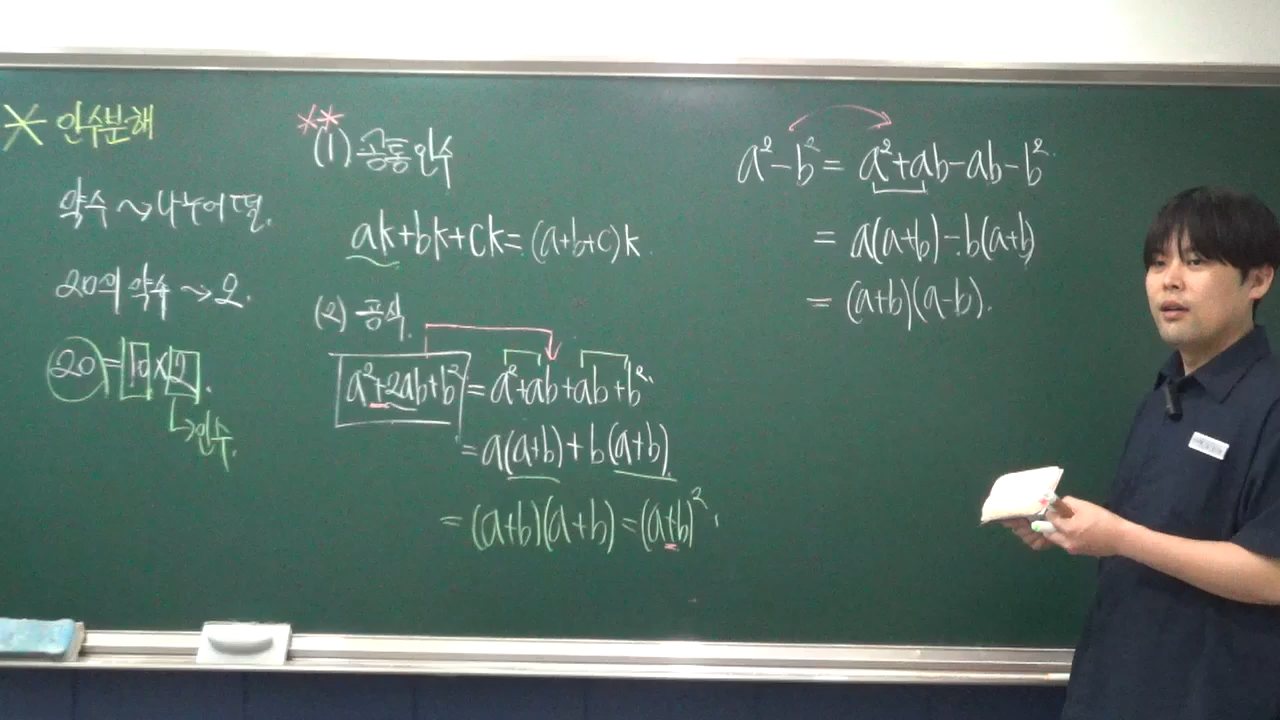 * 인수분해
약수 ~> 나누어떨.
20의 약수 ~> 2.
20 = 10 × 2.
↳인수.
**
(1) 공통인수
ak+bk+ck=(a+b+c)k
(2) 공식.
a²+2ab+b² = a²+ab+ab+b².
= a(a+b)+b(a+b).
= (a+b)(a+b) = (a+b)².
a²-b² = a²+ab-ab-b².
= a(a+b)-b(a+b)
= (a+b)(a-b).